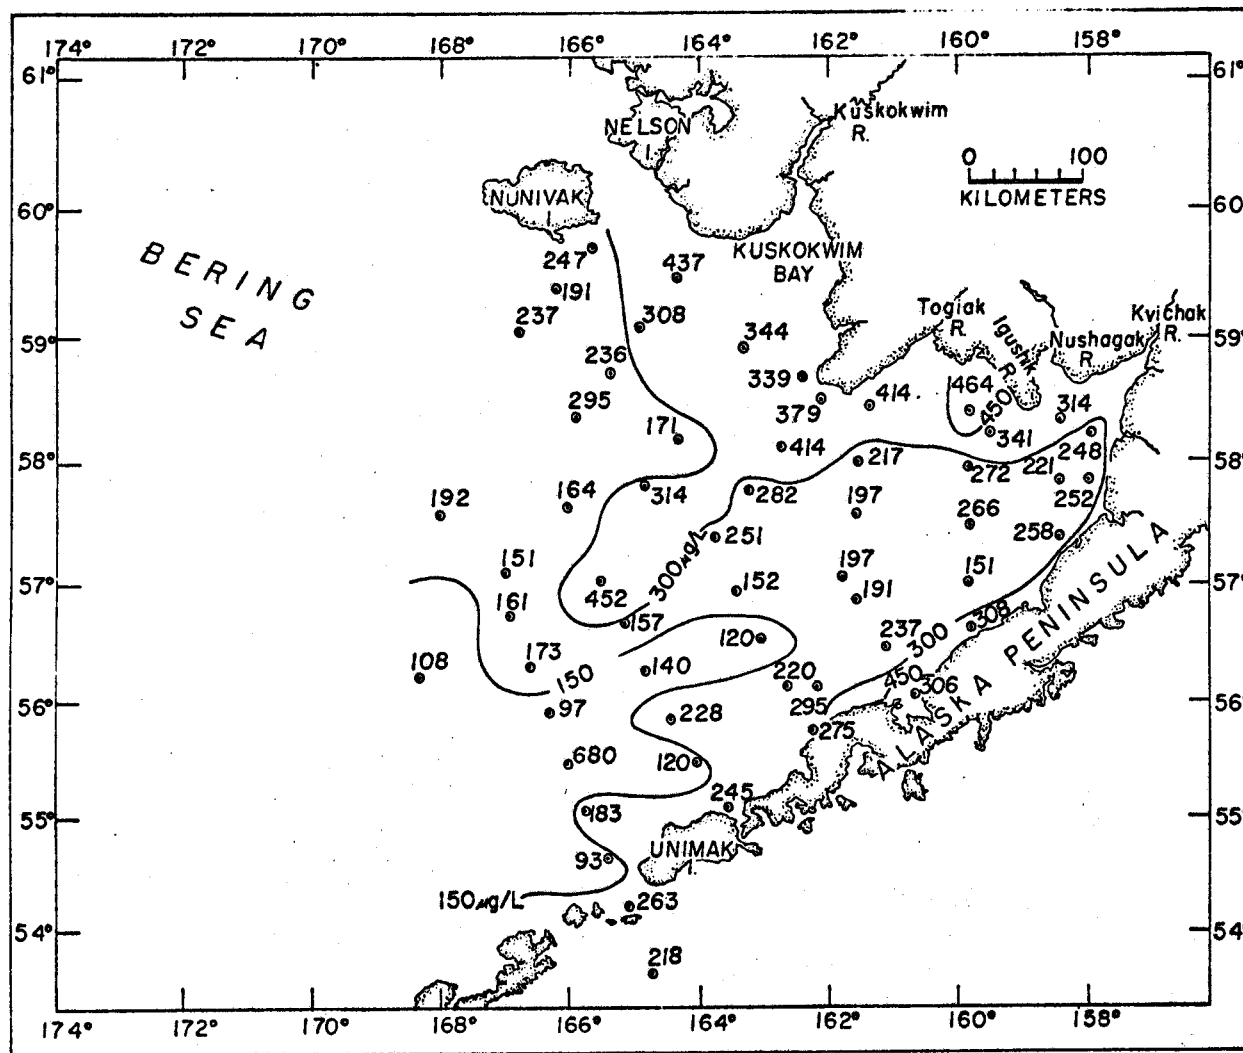 174° 172° 170° 168° 166° 164° 162° 160° 158°
61° 61°
Kuskokwim
R.
NELSON
I.
0 100
KILOMETERS
NUNIVAK
I.
60° 60°
KUSKOKWIM
BAY
BERING
SEA
247 437
191
237 308
Togiak
R.
Igushk
R.
Nushagak
R.
Kvichak
R.
59° 59°
344
236 339
295 379 414 464 450 314
171 414 341 248
58° 217 272 221 58°
192 164 314 282 197 266 252
251 258
151 300µg/L 197 151
57° 452 152 191 57°
161 157 308
120 237 300
108 173 150 140 220 450 306
ALASKA PENINSULA
56° 97 228 295 56°
275
680 120
245
183
55° 55°
UNIMAK
I.
93
150µg/L 263
54° 54°
218
174° 172° 170° 168° 166° 164° 162° 160° 158°